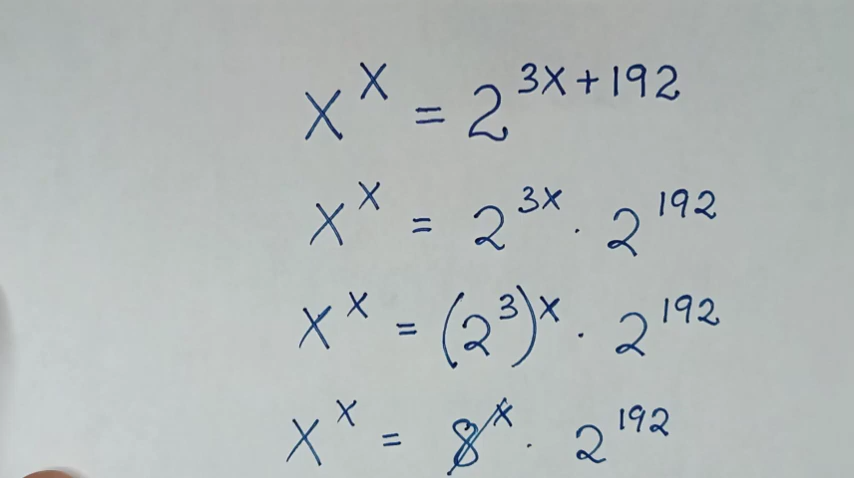 x^x = 2^{3x+192}
x^x = 2^{3x} · 2^{192}
x^x = (2^3)^x · 2^{192}
x^x = 8^x · 2^{192}